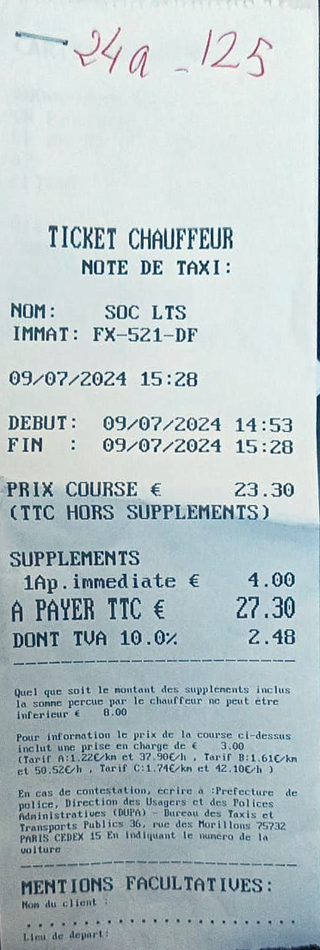 24a - 125
TICKET CHAUFFEUR
NOTE DE TAXI:
NOM: SOC LTS
IMMAT: FX-521-DF
09/07/2024 15:28
DEBUT: 09/07/2024 14:53
FIN : 09/07/2024 15:28
PRIX COURSE € 23.30
(TTC HORS SUPPLEMENTS)
SUPPLEMENTS
1Ap.immediate € 4.00
A PAYER TTC € 27.30
DONT TVA 10.0% 2.48
Quel que soit le montant des supplements inclus
la somme percue par le chauffeur ne peut être
inferieur € 8.00
Pour information le prix de la course ci-dessus
inclut une prise en charge de € 3.00
(Tarif A:1.22€/km et 37.90€/h , Tarif B:1.61€/km
et 50.52€/h , Tarif C:1.74€/km et 42.10€/h )
En cas de contestation, ecrire a :Prefecture de
police, Direction des Usagers et des Polices
Administratives (DUPA) - Bureau des Taxis et
Transports Publics 36, rue des Morillons 75732
PARIS CEDEX 15 En indiquant le numero de la
voiture
MENTIONS FACULTATIVES:
Nom du client :
Lieu de depart: